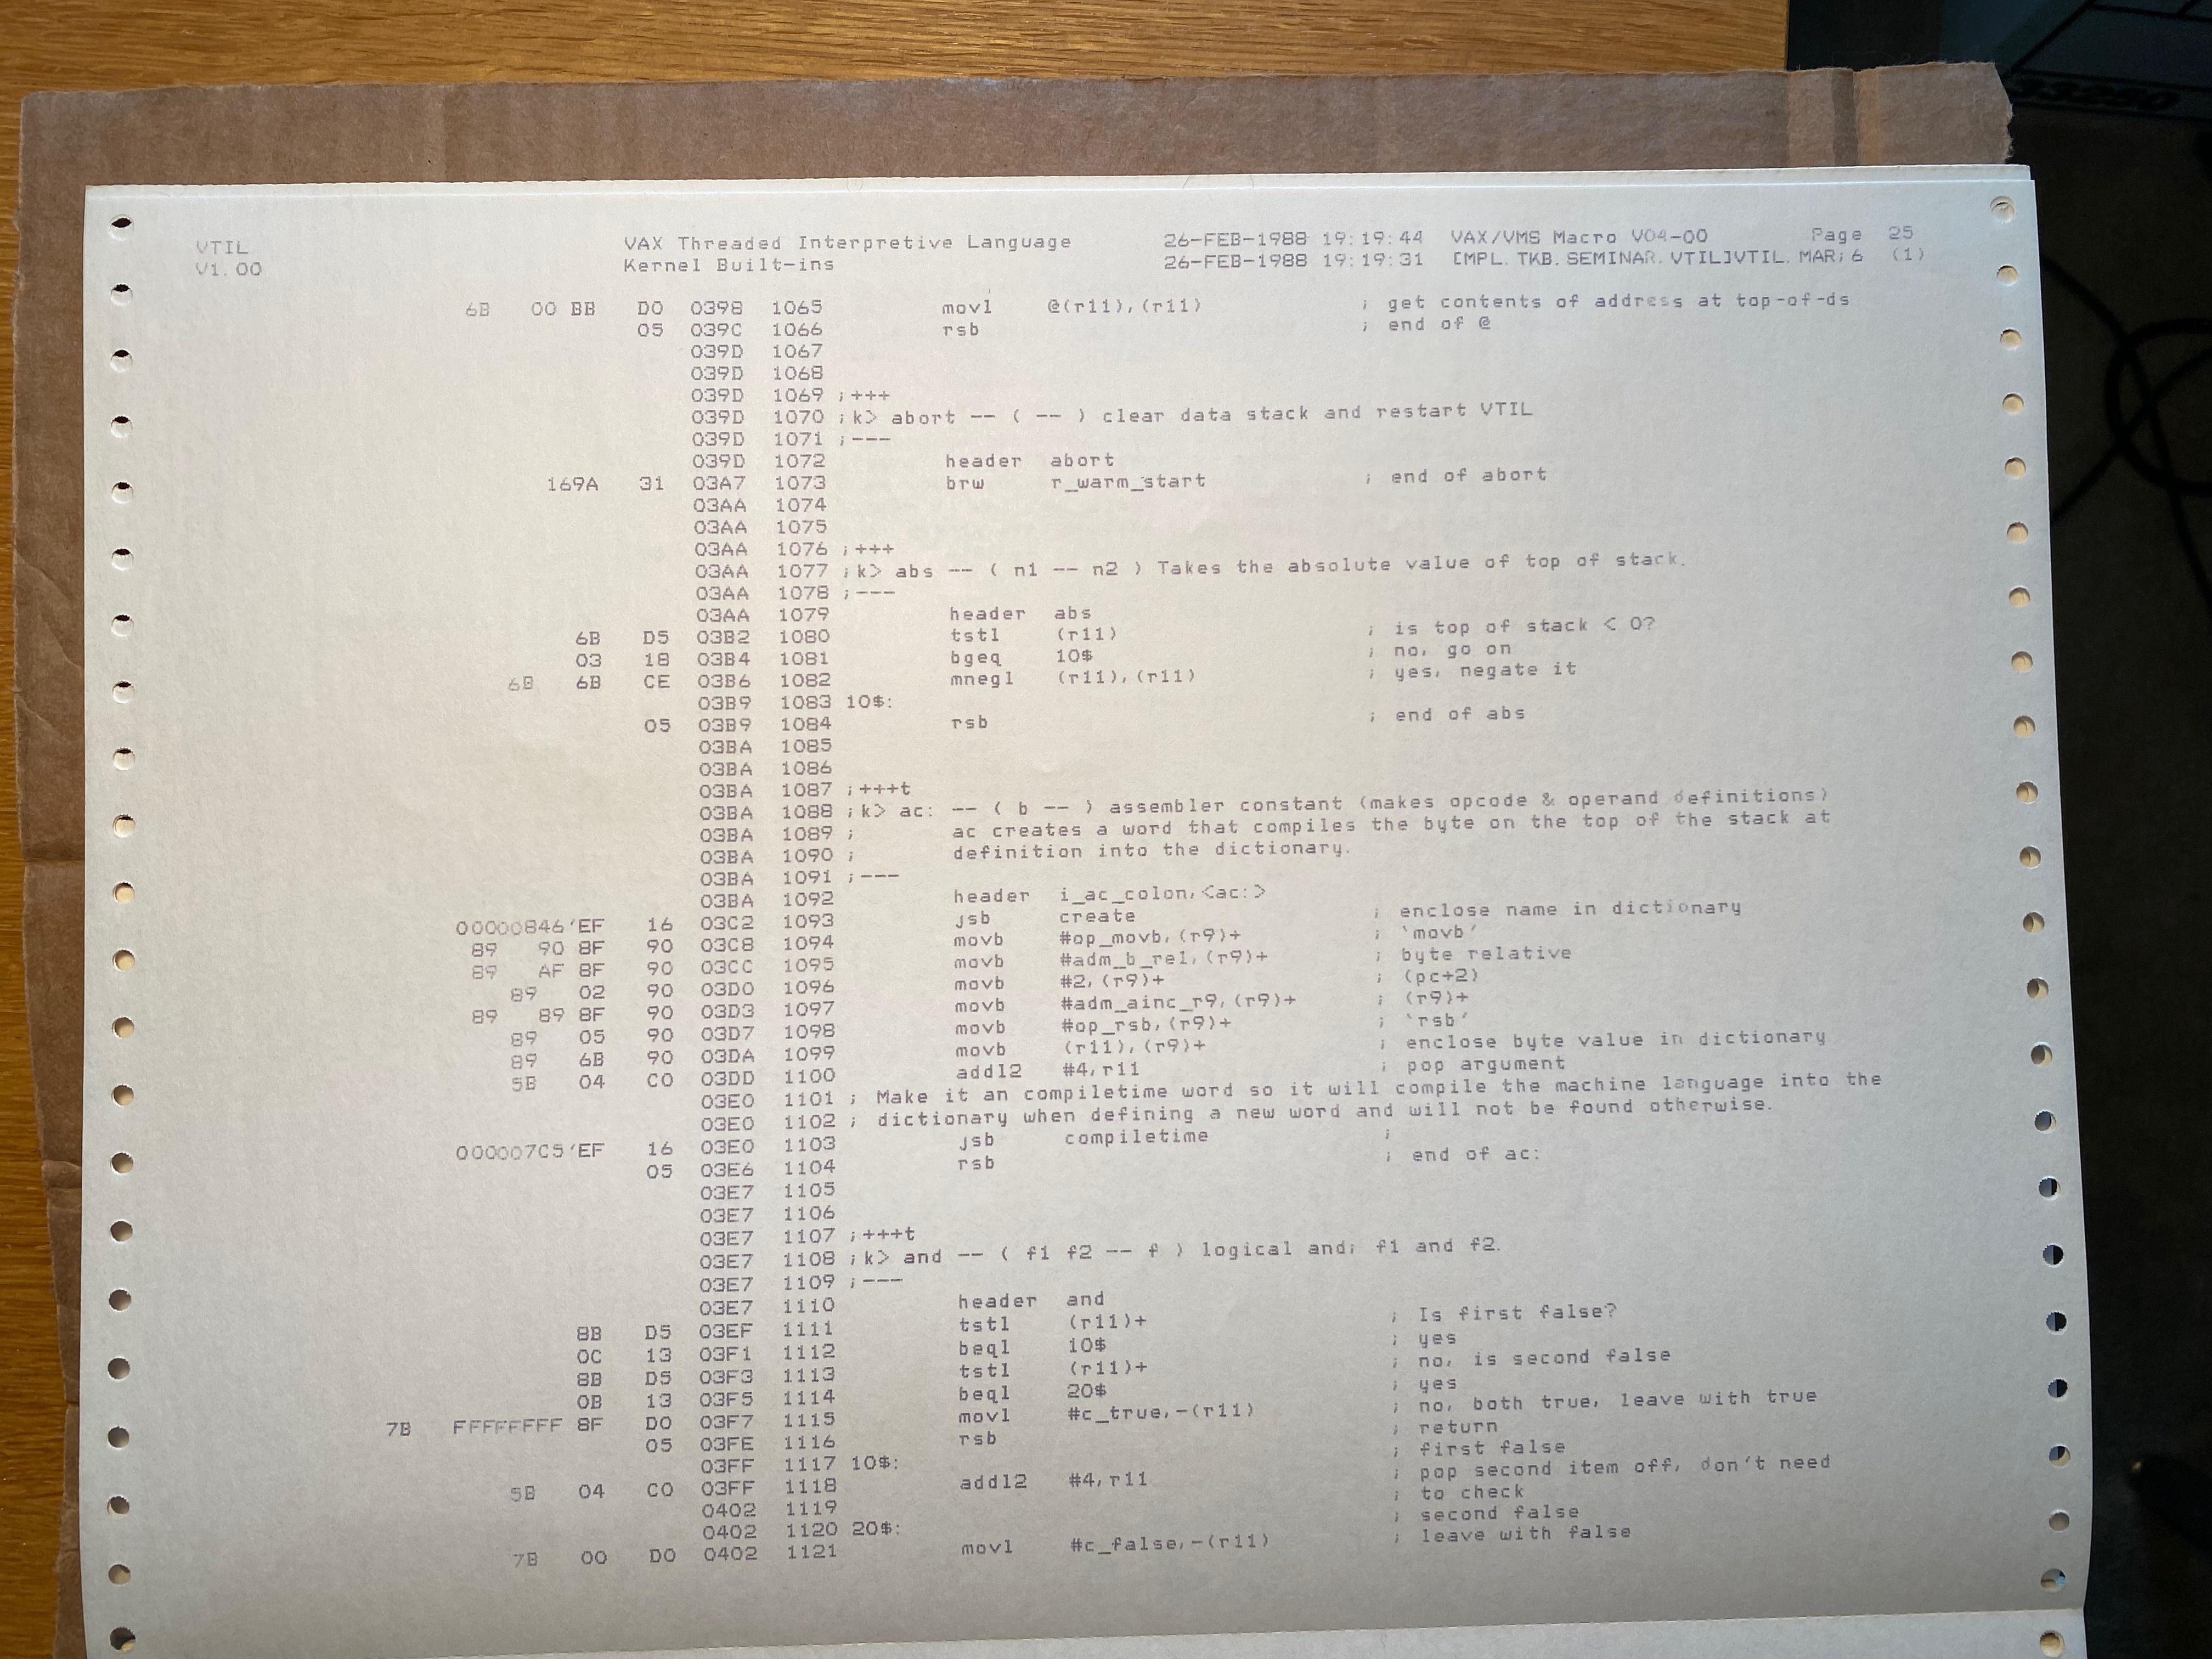 VTIL VAX Threaded Interpretive Language 26-FEB-1988 19:19:44 VAX/VMS Macro V04-00 Page 25
V1.00 Kernel Built-ins 26-FEB-1988 19:19:31 [MPL.TKB.SEMINAR.VTIL]VTIL.MAR;6 (1)
6B 00 BB D0 0398 1065 movl @(r11),(r11) ; get contents of address at top-of-ds
05 039C 1066 rsb ; end of @
039D 1067
039D 1068
039D 1069 ;+++
039D 1070 ;k> abort -- ( -- ) clear data stack and restart VTIL
039D 1071 ;---
039D 1072 header abort
169A 31 03A7 1073 brw r_warm_start ; end of abort
03AA 1074
03AA 1075
03AA 1076 ;+++
03AA 1077 ;k> abs -- ( n1 -- n2 ) Takes the absolute value of top of stack.
03AA 1078 ;---
03AA 1079 header abs
6B D5 03B2 1080 tstl (r11) ; is top of stack < 0?
03 18 03B4 1081 bgeq 10$ ; no, go on
6B 6B CE 03B6 1082 mnegl (r11),(r11) ; yes, negate it
03B9 1083 10$:
05 03B9 1084 rsb ; end of abs
03BA 1085
03BA 1086
03BA 1087 ;+++t
03BA 1088 ;k> ac: -- ( b -- ) assembler constant (makes opcode & operand definitions)
03BA 1089 ; ac creates a word that compiles the byte on the top of the stack at
03BA 1090 ; definition into the dictionary.
03BA 1091 ;---
03BA 1092 header i_ac_colon,<ac:>
00000846'EF 16 03C2 1093 jsb create ; enclose name in dictionary
89 90 8F 90 03C8 1094 movb #op_movb,(r9)+ ; `movb'
89 AF 8F 90 03CC 1095 movb #adm_b_rel,(r9)+ ; byte relative
89 02 90 03D0 1096 movb #2,(r9)+ ; (pc+2)
89 89 8F 90 03D3 1097 movb #adm_ainc_r9,(r9)+ ; (r9)+
89 05 90 03D7 1098 movb #op_rsb,(r9)+ ; `rsb'
89 6B 90 03DA 1099 movb (r11),(r9)+ ; enclose byte value in dictionary
5B 04 C0 03DD 1100 addl2 #4,r11 ; pop argument
03E0 1101 ; Make it an compiletime word so it will compile the machine language into the
03E0 1102 ; dictionary when defining a new word and will not be found otherwise.
000007C5'EF 16 03E0 1103 jsb compiletime ;
05 03E6 1104 rsb ; end of ac:
03E7 1105
03E7 1106
03E7 1107 ;+++t
03E7 1108 ;k> and -- ( f1 f2 -- f ) logical and; f1 and f2.
03E7 1109 ;---
03E7 1110 header and
8B D5 03EF 1111 tstl (r11)+ ; Is first false?
0C 13 03F1 1112 beql 10$ ; yes
8B D5 03F3 1113 tstl (r11)+ ; no, is second false
0B 13 03F5 1114 beql 20$ ; yes
7B FFFFFFFF 8F D0 03F7 1115 movl #c_true,-(r11) ; no, both true, leave with true
05 03FE 1116 rsb ; return
03FF 1117 10$: ; first false
5B 04 C0 03FF 1118 addl2 #4,r11 ; pop second item off, don't need
0402 1119 ; to check
0402 1120 20$: ; second false
7B 00 D0 0402 1121 movl #c_false,-(r11) ; leave with false